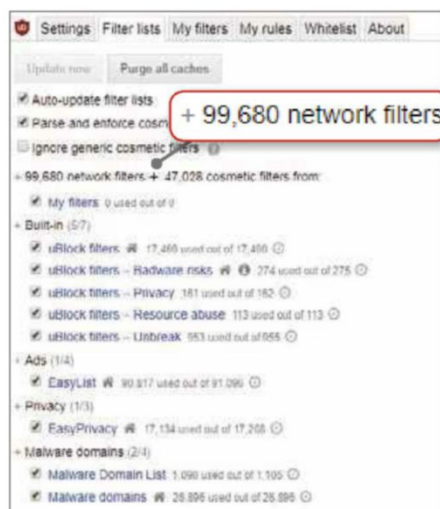 Settings Filter lists My filters My rules Whitelist About
Update now Purge all caches
Auto-update filter lists
Parse and enforce cosm
+ 99,680 network filters
Ignore generic cosmetic filters
+ 99,680 network filters + 47,028 cosmetic filters from:
My filters 0 used out of 0
+ Built-in (5/7)
uBlock filters 17,466 used out of 17,466
uBlock filters – Badware risks 274 used out of 275
uBlock filters – Privacy 161 used out of 162
uBlock filters – Resource abuse 113 used out of 113
uBlock filters – Unbreak 953 used out of 955
+ Ads (1/4)
EasyList 90,817 used out of 91,096
+ Privacy (1/3)
EasyPrivacy 17,134 used out of 17,208
+ Malware domains (2/4)
Malware Domain List 1,090 used out of 1,105
Malware domains 26,896 used out of 26,896